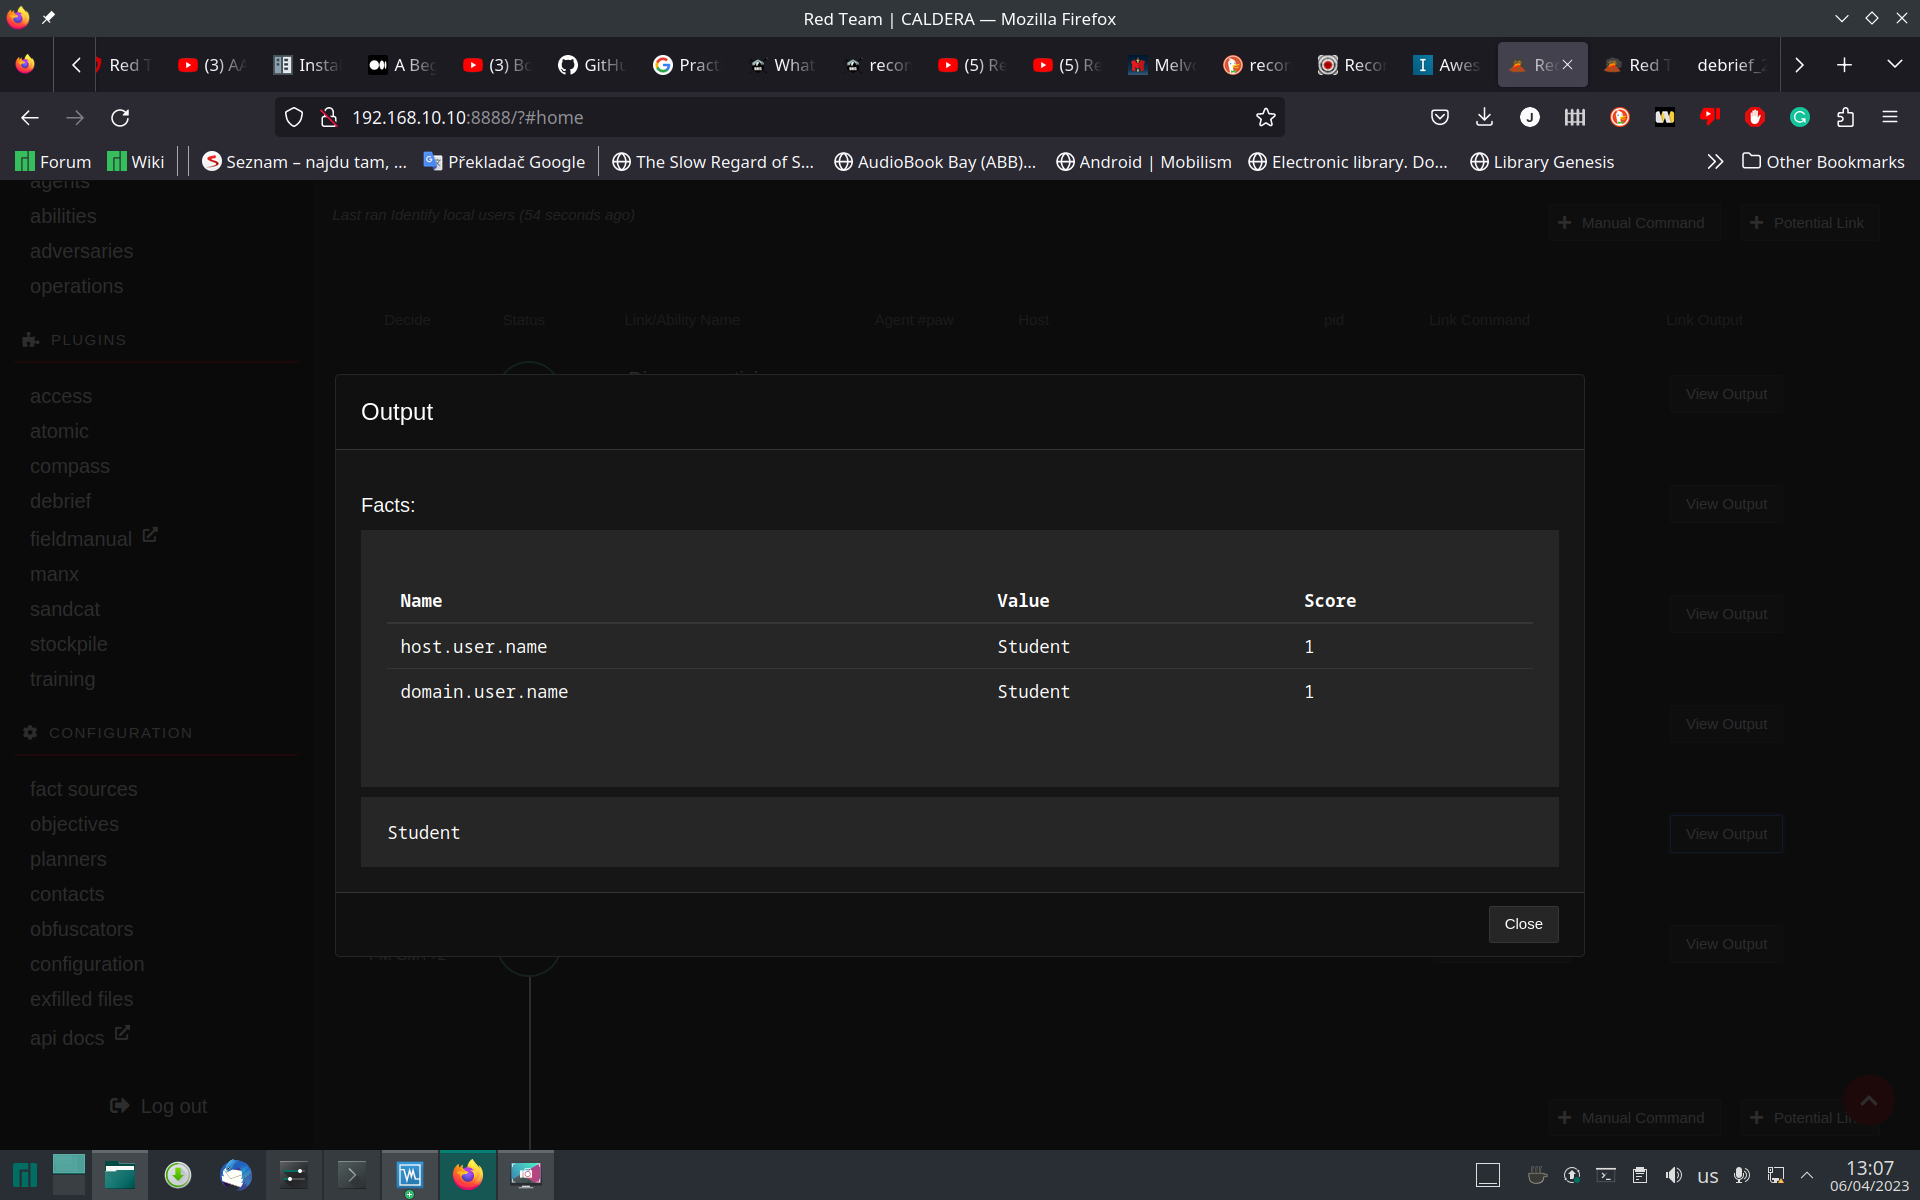 Red Team | CALDERA — Mozilla Firefox
Red T
(3) AA
Insta
A Beg
(3) Bo
GitHu
Pract
What
recor
(5) Re
(5) Re
Melvo
recor
Reco
Awes
Re
Red T
debrief_2
192.168.10.10:8888/?#home
Forum
Wiki
Seznam – najdu tam, ...
Překladač Google
The Slow Regard of S...
AudioBook Bay (ABB)...
Android | Mobilism
Electronic library. Do...
Library Genesis
Other Bookmarks
agents
abilities
adversaries
operations
PLUGINS
access
atomic
compass
debrief
fieldmanual
manx
sandcat
stockpile
training
CONFIGURATION
fact sources
objectives
planners
contacts
obfuscators
configuration
exfilled files
api docs
Log out
Last ran Identify local users (54 seconds ago)
Manual Command
Potential Link
Decide Status Link/Ability Name Agent #paw Host pid Link Command Link Output
View Output
View Output
View Output
View Output
View Output
View Output
Output
Facts:
Name Value Score
host.user.name Student 1
domain.user.name Student 1
Student
Close
Manual Command
Potential Li
us
13:07
06/04/2023